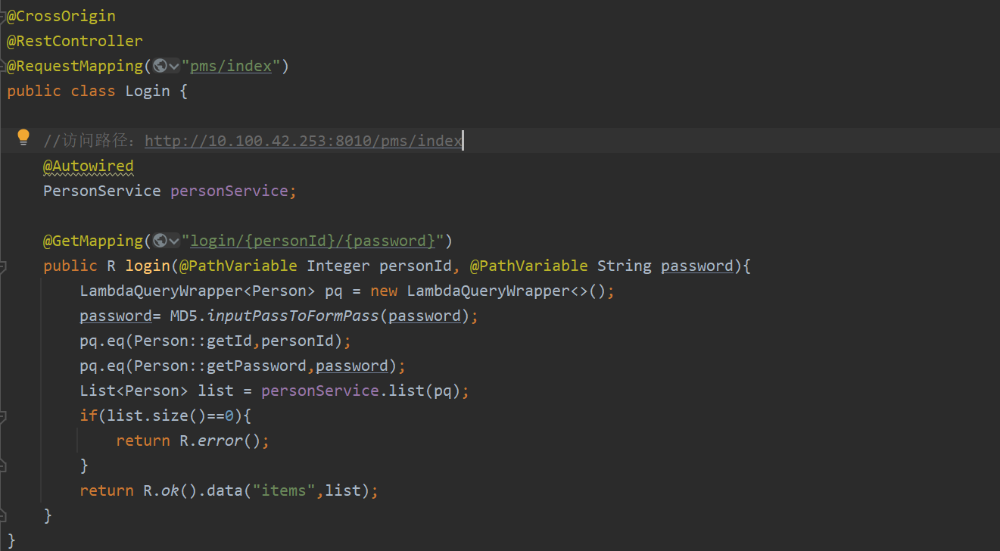 @CrossOrigin
@RestController
@RequestMapping("pms/index")
public class Login {
//访问路径：http://10.100.42.253:8010/pms/index
@Autowired
PersonService personService;
@GetMapping("login/{personId}/{password}")
public R login(@PathVariable Integer personId, @PathVariable String password){
LambdaQueryWrapper<Person> pq = new LambdaQueryWrapper<>();
password= MD5.inputPassToFormPass(password);
pq.eq(Person::getId,personId);
pq.eq(Person::getPassword,password);
List<Person> list = personService.list(pq);
if(list.size()==0){
return R.error();
}
return R.ok().data("items",list);
}
}